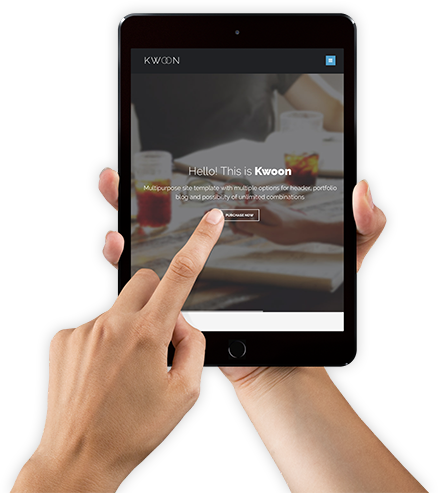 KWOON
Hello! This is Kwoon
Multipurpose site template with multiple options for header, portfolio
blog and possibility of unlimited combinations
PURCHASE NOW